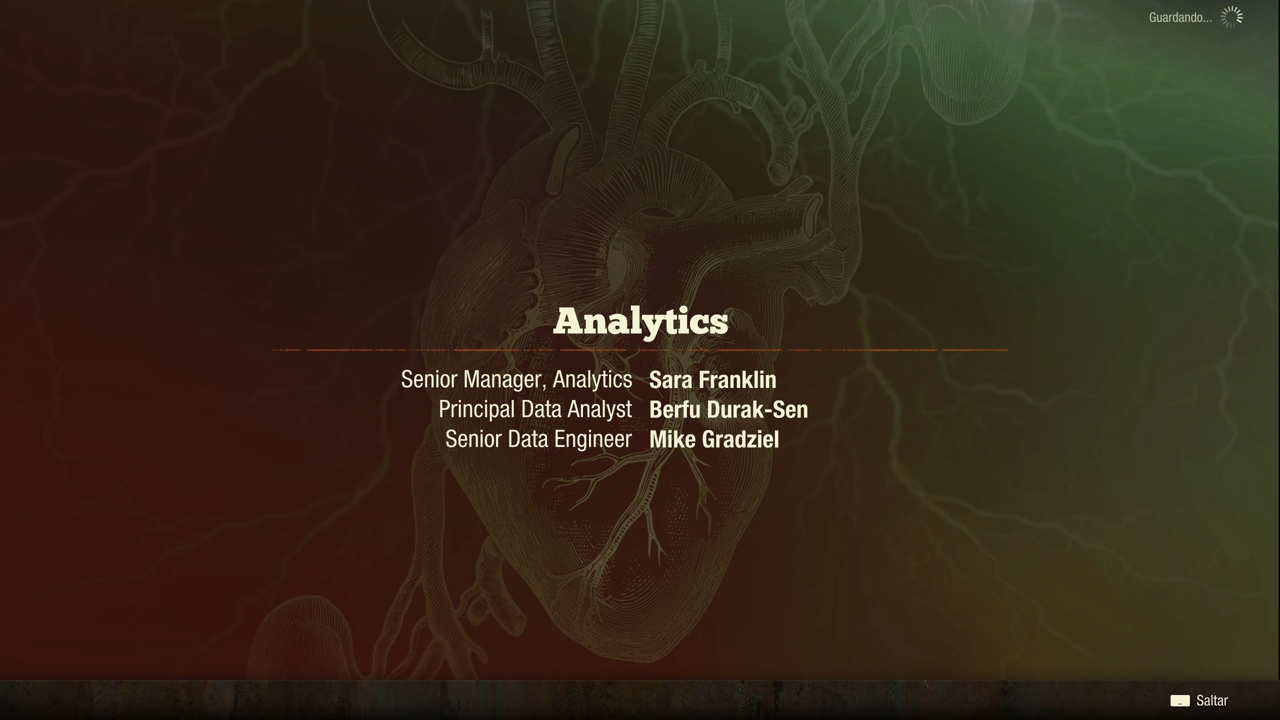 Guardando...
Analytics
Senior Manager, Analytics Sara Franklin
Principal Data Analyst Berfu Durak-Sen
Senior Data Engineer Mike Gradziel
Saltar